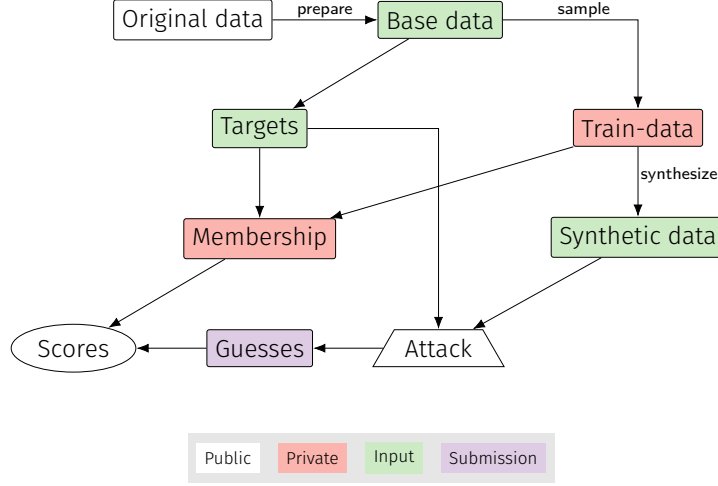 Original data
prepare
Base data
sample
Targets
Train-data
synthesize
Membership
Synthetic data
Scores
Guesses
Attack
Public
Private
Input
Submission